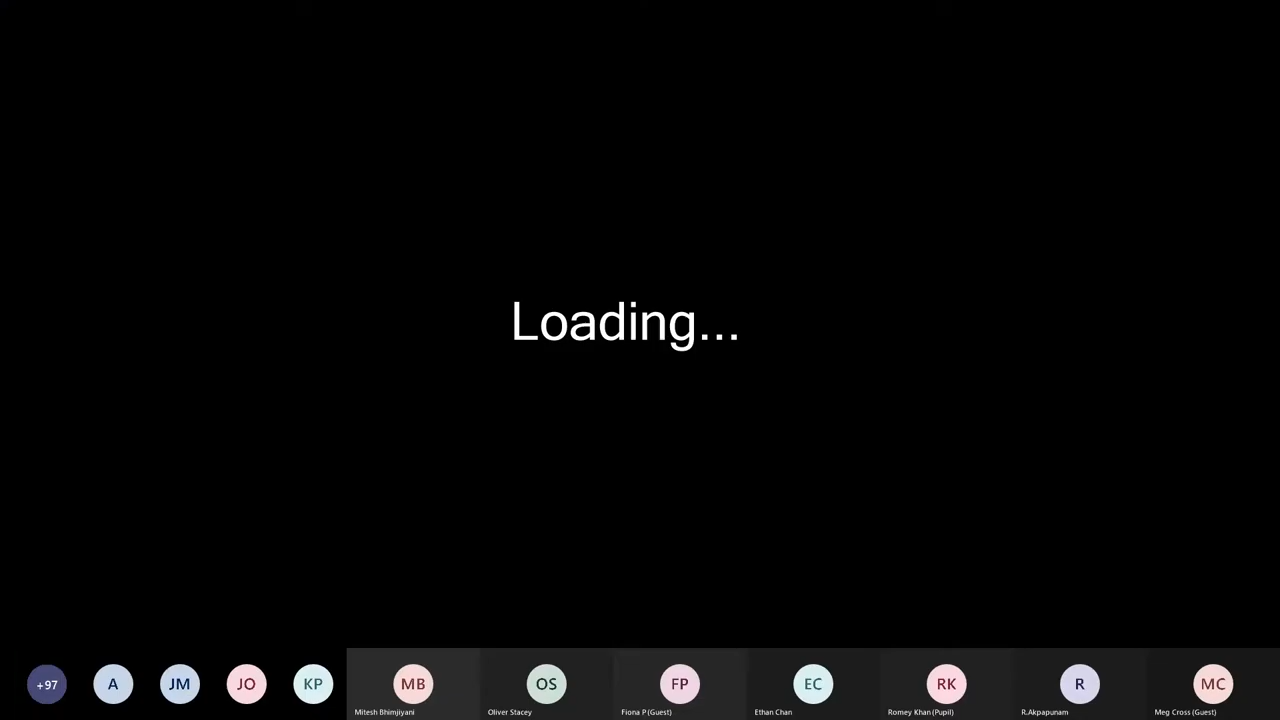 Loading...
+97
A
JM
JO
KP
MB
OS
FP
EC
RK
R
MC
Mitesh Bhimjiyani
Oliver Stacey
Fiona P (Guest)
Ethan Chan
Romey Khan (Pupil)
R.Akpapunam
Meg Cross (Guest)